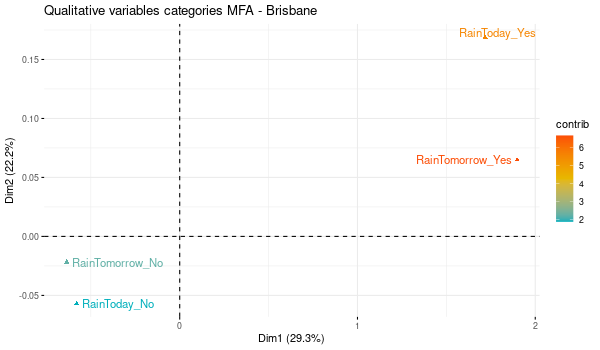 Qualitative variables categories MFA - Brisbane
RainToday_Yes
0.15
0.10
contrib
6
RainTomorrow_Yes
5
4
0.05
3
2
Dim2 (22.2%)
0.00
RainTomorrow_No
-0.05
RainToday_No
0
1
2
Dim1 (29.3%)